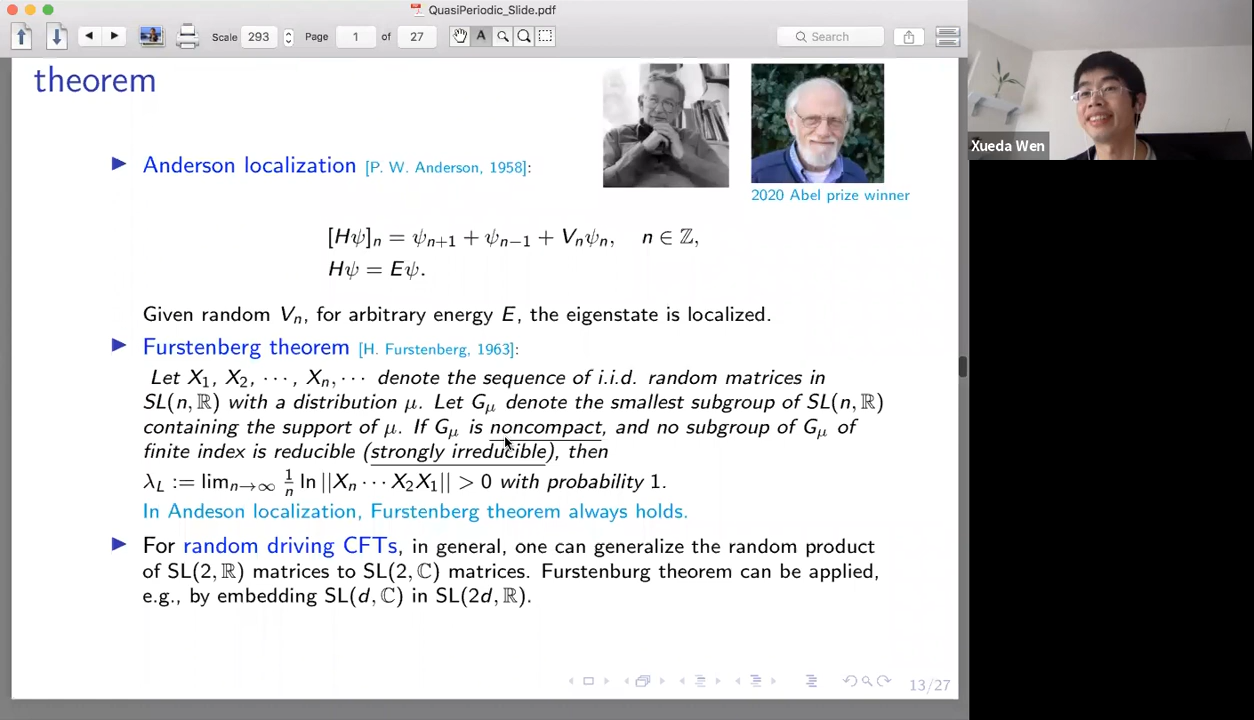 QuasiPeriodic_Slide.pdf
Scale 293 Page 1 of 27 Search
theorem
Xueda Wen
▶ Anderson localization [P. W. Anderson, 1958]:
2020 Abel prize winner
[Hψ]ₙ = ψₙ₊₁ + ψₙ₋₁ + Vₙψₙ, n ∈ ℤ,
Hψ = Eψ.
Given random Vₙ, for arbitrary energy E, the eigenstate is localized.
▶ Furstenberg theorem [H. Furstenberg, 1963]:
Let X₁, X₂, ⋯, Xₙ, ⋯ denote the sequence of i.i.d. random matrices in
SL(n, ℝ) with a distribution μ. Let G_μ denote the smallest subgroup of SL(n, ℝ)
containing the support of μ. If G_μ is noncompact, and no subgroup of G_μ of
finite index is reducible (strongly irreducible), then
λ_L := lim_{n→∞} 1/n ln ||Xₙ ⋯ X₂X₁|| > 0 with probability 1.
In Andeson localization, Furstenberg theorem always holds.
▶ For random driving CFTs, in general, one can generalize the random product
of SL(2, ℝ) matrices to SL(2, ℂ) matrices. Furstenburg theorem can be applied,
e.g., by embedding SL(d, ℂ) in SL(2d, ℝ).
13/27